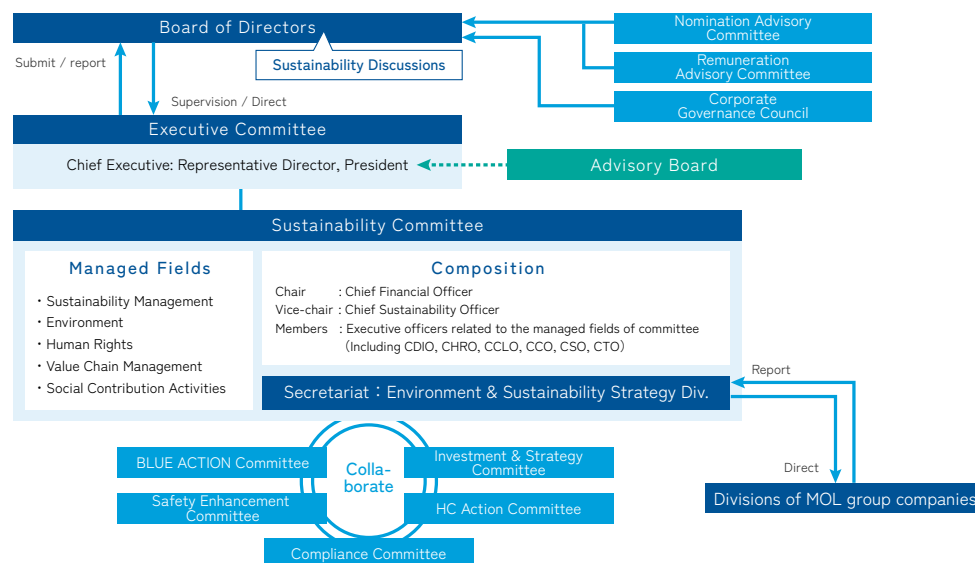 Board of Directors
Nomination Advisory
Committee
Submit / report
Sustainability Discussions
Remuneration
Advisory Committee
Supervision / Direct
Corporate
Governance Council
Executive Committee
Chief Executive: Representative Director, President
Advisory Board
Sustainability Committee
Managed Fields
・Sustainability Management
・Environment
・Human Rights
・Value Chain Management
・Social Contribution Activities
Composition
Chair : Chief Financial Officer
Vice-chair : Chief Sustainability Officer
Members : Executive officers related to the managed fields of committee
(Including CDIO, CHRO, CCLO, CCO, CSO, CTO)
Secretariat：Environment & Sustainability Strategy Div.
Report
Direct
Divisions of MOL group companies
BLUE ACTION Committee
Colla-
borate
Investment & Strategy
Committee
Safety Enhancement
Committee
HC Action Committee
Compliance Committee